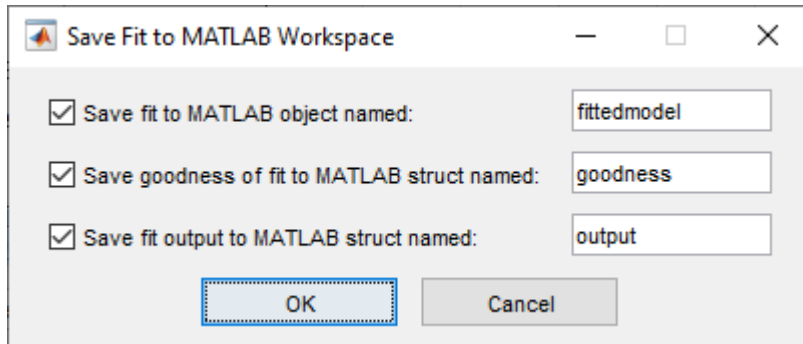 Save Fit to MATLAB Workspace
Save fit to MATLAB object named: fittedmodel
Save goodness of fit to MATLAB struct named: goodness
Save fit output to MATLAB struct named: output
OK Cancel